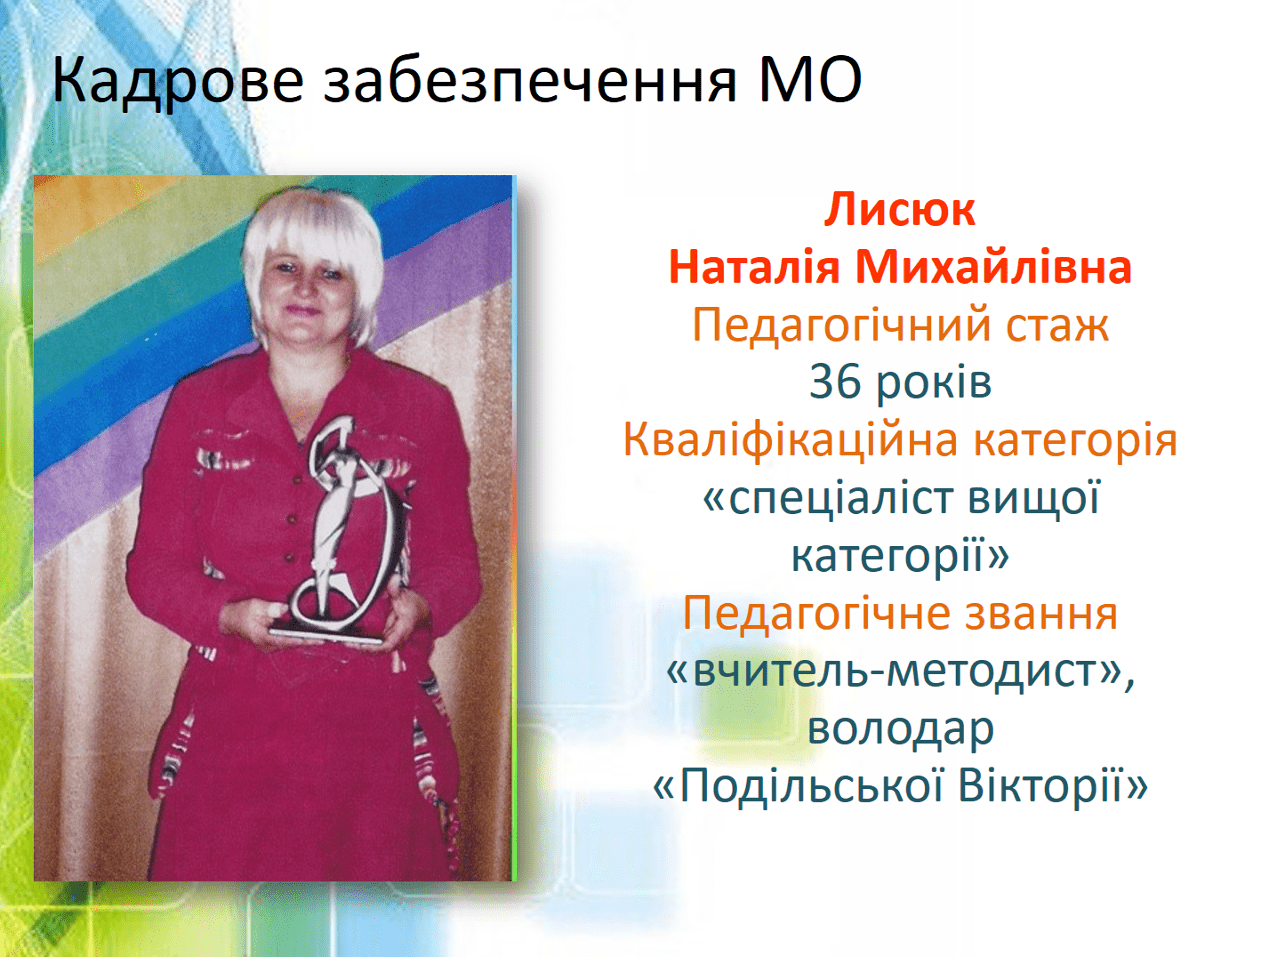 Кадрове забезпечення МО
Лисюк
Наталія Михайлівна
Педагогічний стаж
36 років
Кваліфікаційна категорія
«спеціаліст вищої
категорії»
Педагогічне звання
«вчитель-методист»,
володар
«Подільської Вікторії»